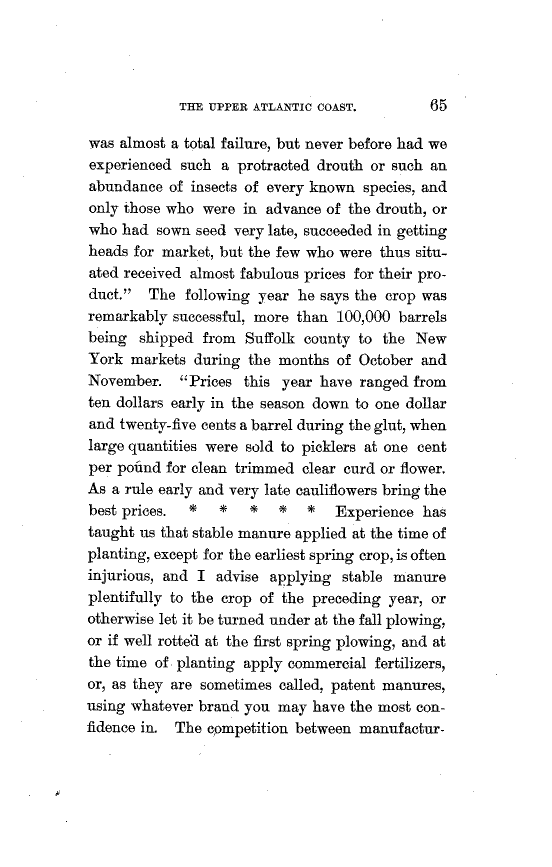 THE UPPER ATLANTIC COAST. 65
was almost a total failure, but never before had we
experienced such a protracted drouth or such an
abundance of insects of every known species, and
only those who were in advance of the drouth, or
who had sown seed very late, succeeded in getting
heads for market, but the few who were thus situ-
ated received almost fabulous prices for their pro-
duct." The following year he says the crop was
remarkably successful, more than 100,000 barrels
being shipped from Suffolk county to the New
York markets during the months of October and
November. "Prices this year have ranged from
ten dollars early in the season down to one dollar
and twenty-five cents a barrel during the glut, when
large quantities were sold to picklers at one cent
per pound for clean trimmed clear curd or flower.
As a rule early and very late cauliflowers bring the
best prices. * * * * * Experience has
taught us that stable manure applied at the time of
planting, except for the earliest spring crop, is often
injurious, and I advise applying stable manure
plentifully to the crop of the preceding year, or
otherwise let it be turned under at the fall plowing,
or if well rotted at the first spring plowing, and at
the time of planting apply commercial fertilizers,
or, as they are sometimes called, patent manures,
using whatever brand you may have the most con-
fidence in. The competition between manufactur-